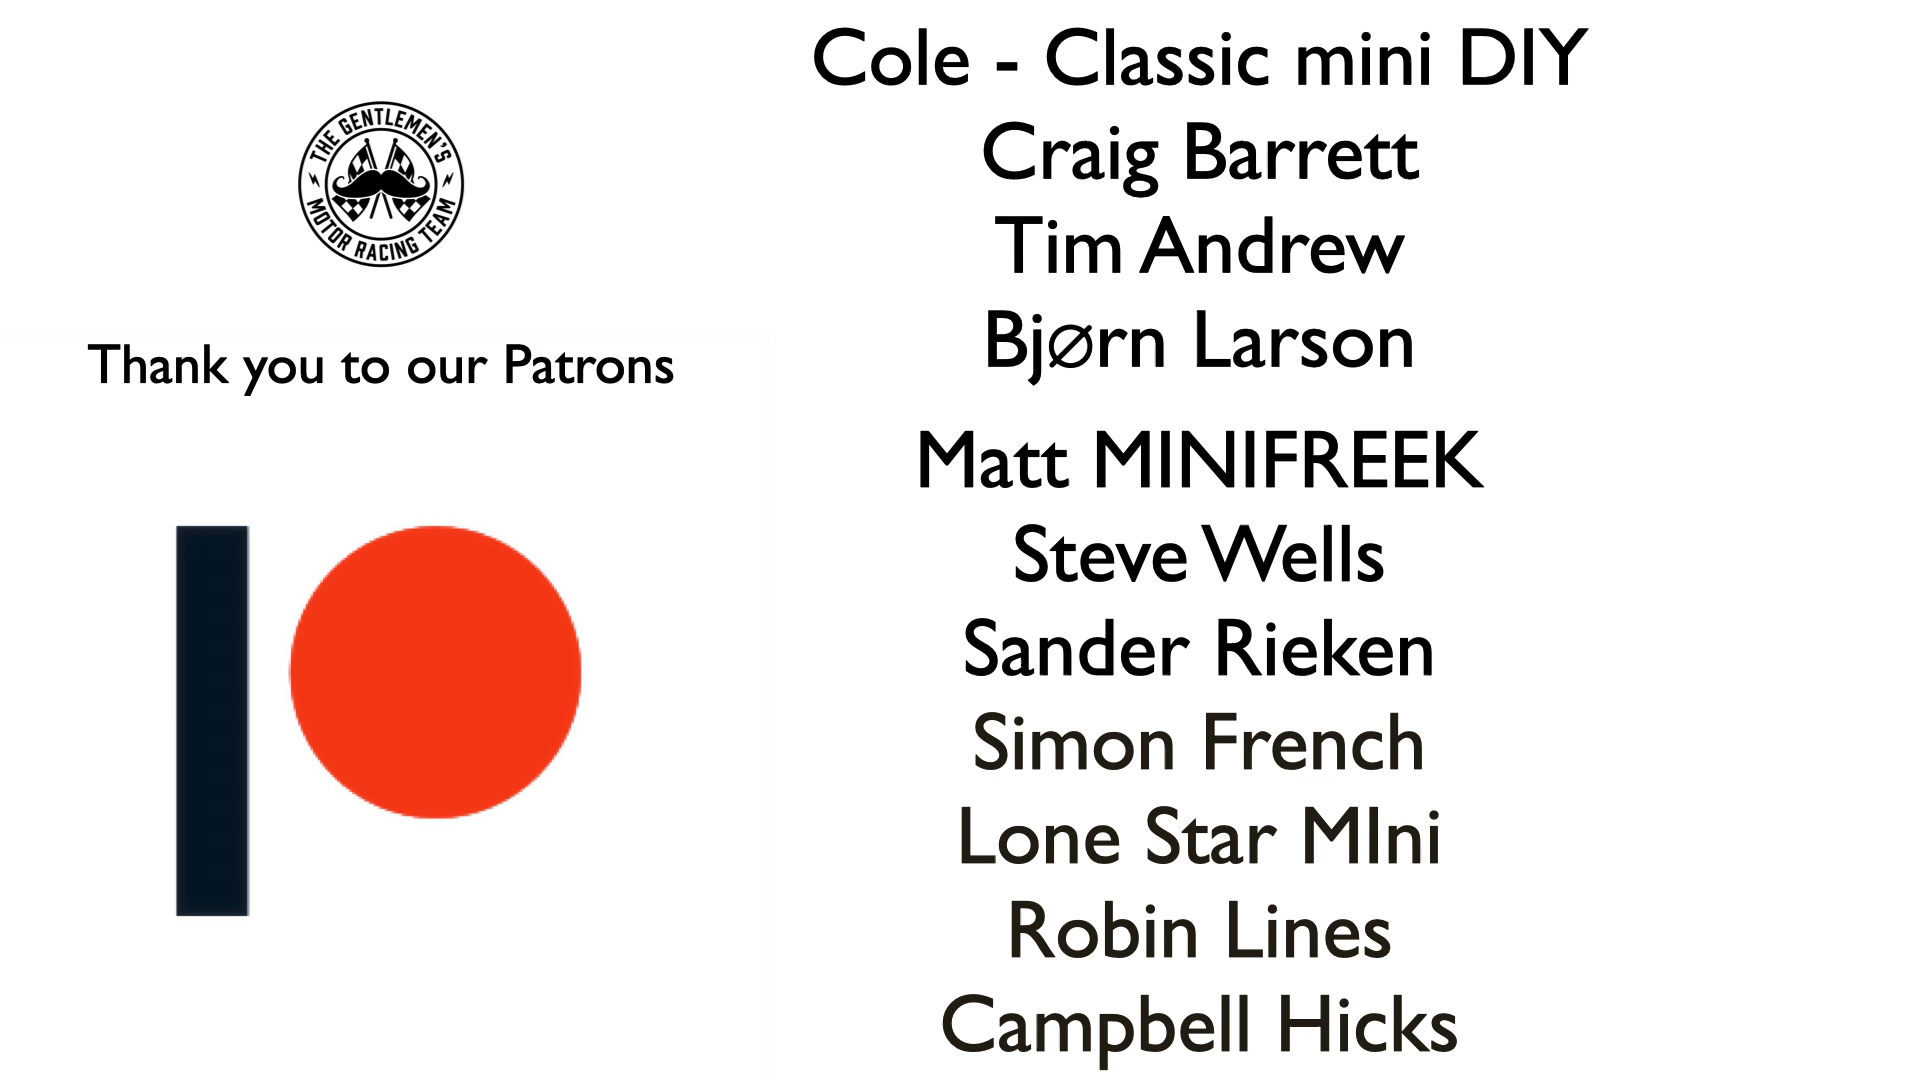 THE GENTLEMEN'S
MOTOR RACING TEAM
Thank you to our Patrons
Cole - Classic mini DIY
Craig Barrett
Tim Andrew
Bjørn Larson
Matt MINIFREEK
Steve Wells
Sander Rieken
Simon French
Lone Star MIni
Robin Lines
Campbell Hicks